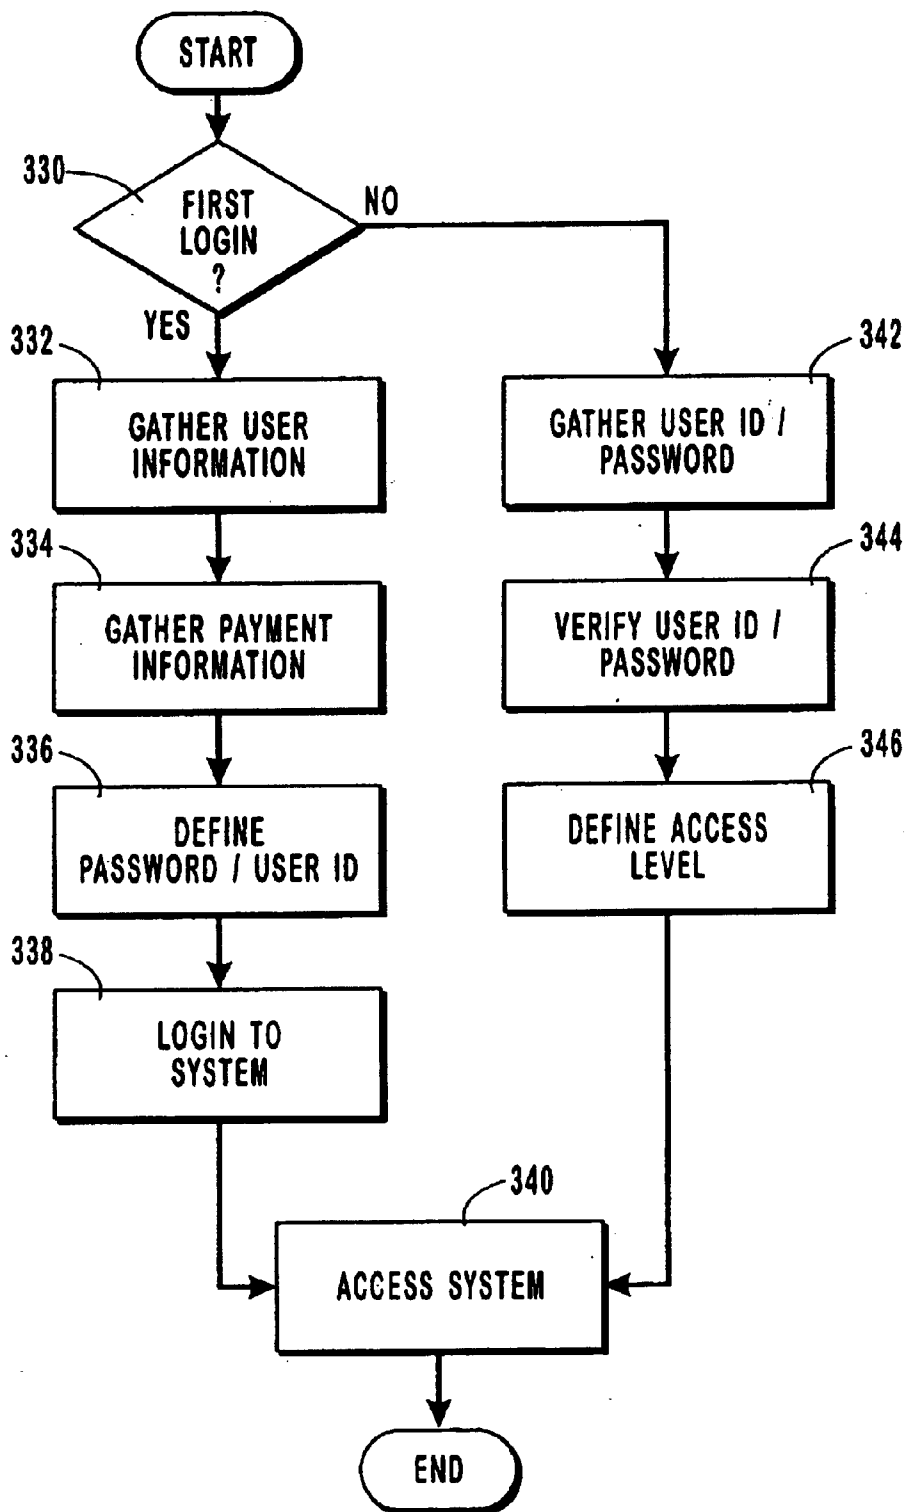 START
330
FIRST
LOGIN
?
NO
YES
332
GATHER USER
INFORMATION
334
GATHER PAYMENT
INFORMATION
336
DEFINE
PASSWORD / USER ID
338
LOGIN TO
SYSTEM
342
GATHER USER ID /
PASSWORD
344
VERIFY USER ID /
PASSWORD
346
DEFINE ACCESS
LEVEL
340
ACCESS SYSTEM
END